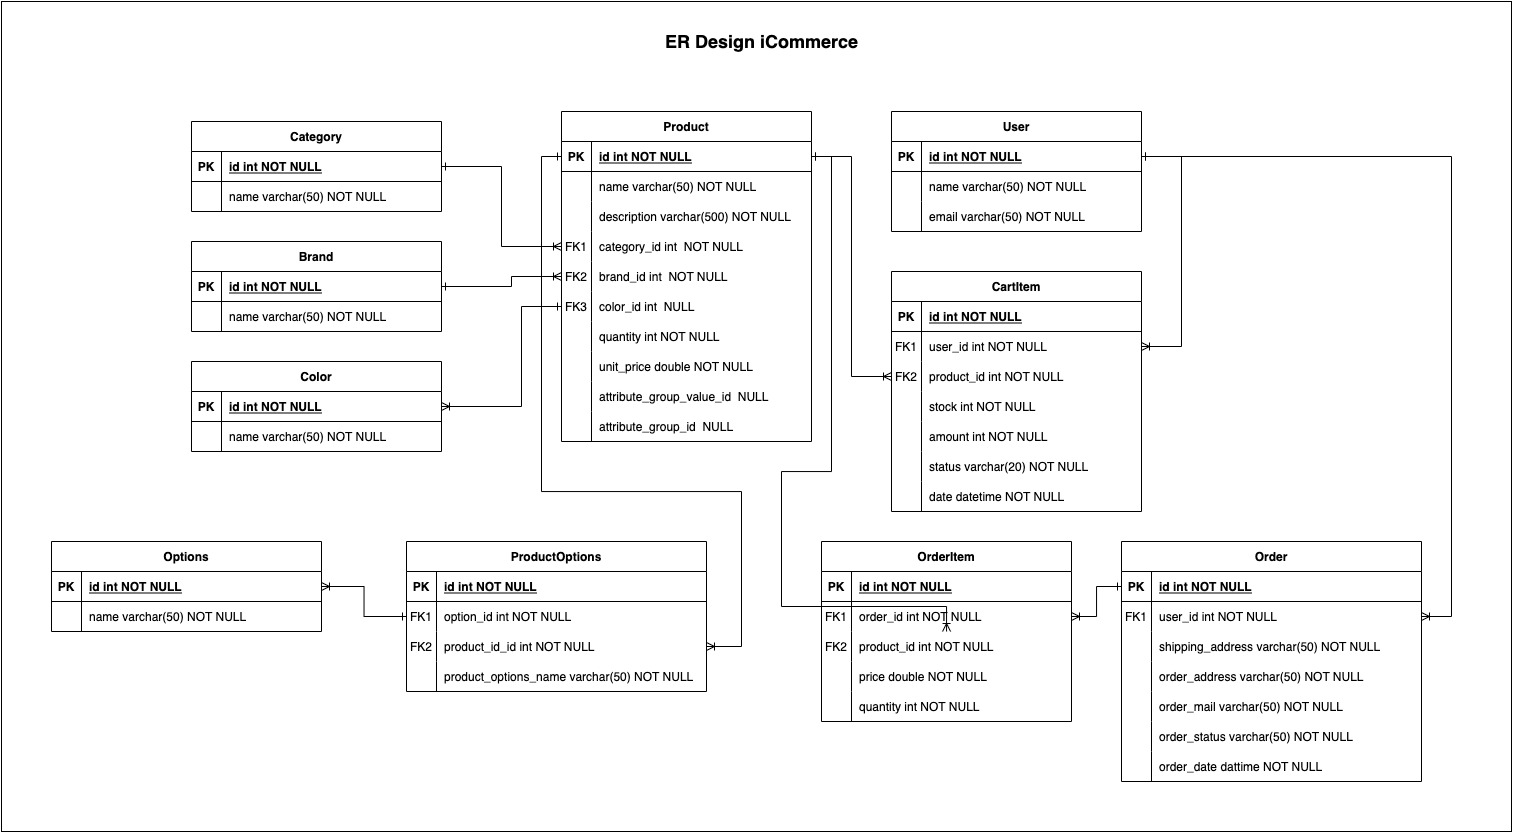 ER Design iCommerce
Category
PK id int NOT NULL
name varchar(50) NOT NULL
Brand
PK id int NOT NULL
name varchar(50) NOT NULL
Color
PK id int NOT NULL
name varchar(50) NOT NULL
Product
PK id int NOT NULL
name varchar(50) NOT NULL
description varchar(500) NOT NULL
FK1 category_id int NOT NULL
FK2 brand_id int NOT NULL
FK3 color_id int NULL
quantity int NOT NULL
unit_price double NOT NULL
attribute_group_value_id NULL
attribute_group_id NULL
User
PK id int NOT NULL
name varchar(50) NOT NULL
email varchar(50) NOT NULL
CartItem
PK id int NOT NULL
FK1 user_id int NOT NULL
FK2 product_id int NOT NULL
stock int NOT NULL
amount int NOT NULL
status varchar(20) NOT NULL
date datetime NOT NULL
Options
PK id int NOT NULL
name varchar(50) NOT NULL
ProductOptions
PK id int NOT NULL
FK1 option_id int NOT NULL
FK2 product_id_id int NOT NULL
product_options_name varchar(50) NOT NULL
OrderItem
PK id int NOT NULL
FK1 order_id int NOT NULL
FK2 product_id int NOT NULL
price double NOT NULL
quantity int NOT NULL
Order
PK id int NOT NULL
FK1 user_id int NOT NULL
shipping_address varchar(50) NOT NULL
order_address varchar(50) NOT NULL
order_mail varchar(50) NOT NULL
order_status varchar(50) NOT NULL
order_date dattime NOT NULL